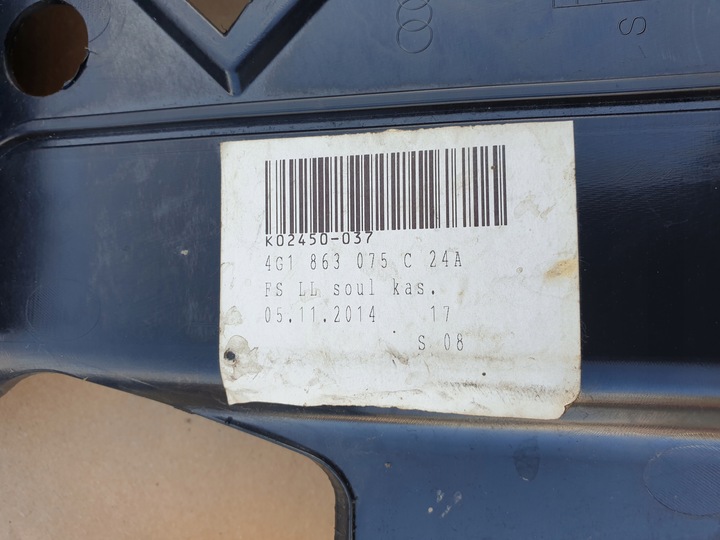 S
K02450-037
4G1 863 075 C 24A
FS LL soul kas.
05.11.2014 17
S 08